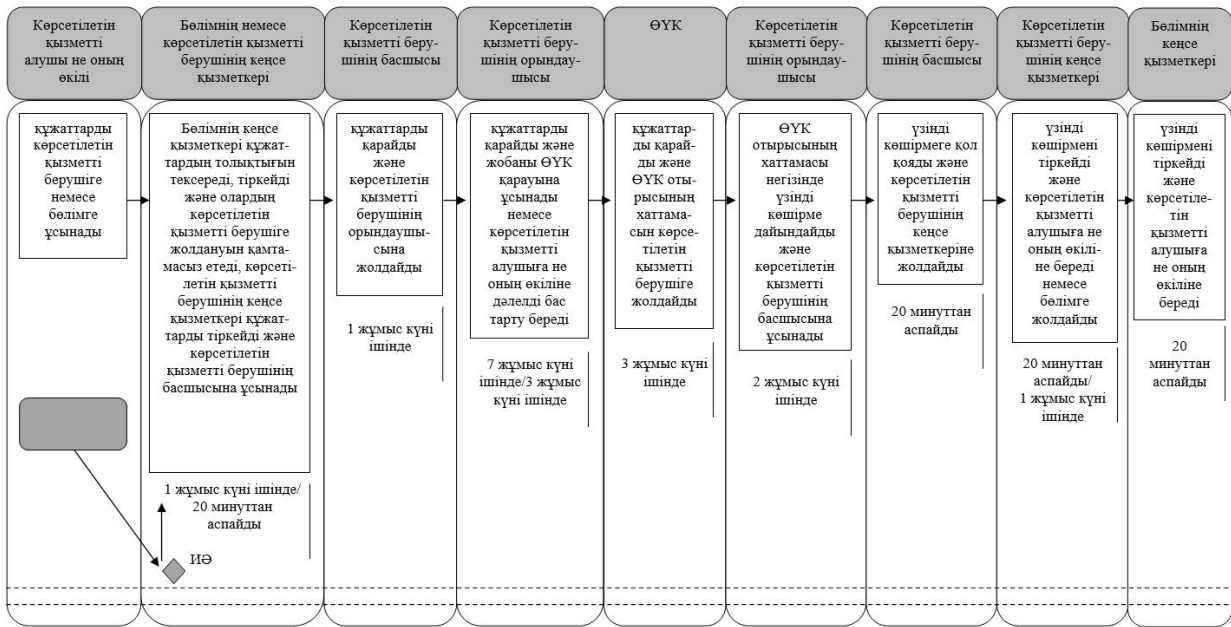 Көрсетілетін
қызметті
алушы не оның
өкілі
Бөлімнің немесе
көрсетілетін қызметті
берушінің кеңсе
қызметкері
Көрсетілетін
қызметті беру-
шінің басшысы
Көрсетілетін
қызметті беру-
шінің орындау-
шысы
ӨҮК
Көрсетілетін
қызметті беру-
шінің орындау-
шысы
Көрсетілетін
қызметті беру-
шінің басшысы
Көрсетілетін
қызметті беру-
шінің кеңсе
қызметкері
Бөлімнің
кеңсе
қызметкері
құжаттарды
көрсетілетін
қызметті
берушіге
немесе
бөлімге
ұсынады
Бөлімнің кеңсе
қызметкері құжат-
тардың толықтығын
тексереді, тіркейді
және олардың
көрсетілетін
қызметті берушіге
жолдануын қамта-
масыз етеді, көрсеті-
летін қызметті
берушінің кеңсе
қызметкері құжат-
тарды тіркейді және
көрсетілетін
қызметті берушінің
басшысына ұсынады
1 жұмыс күні ішінде/
20 минуттан
аспайды
ИӘ
құжаттарды
қарайды
және
көрсетілетін
қызметті
берушінің
орындаушы-
сына
жолдайды
1 жұмыс күні
ішінде
құжаттарды
қарайды және
жобаны ӨҮК
қарауына
ұсынады
немесе
көрсетілетін
қызметті
алушыға не
оның өкіліне
дәлелді бас
тарту береді
7 жұмыс күні
ішінде/3 жұмыс
күні ішінде
құжаттар-
ды қарай-
ды және
ӨҮК оты-
рысының
хаттама-
сын көрсе-
тілетін
қызметті
берушіге
жолдайды
3 жұмыс күні
ішінде
ӨҮК
отырысының
хаттамасы
негізінде
үзінді
көшірме
дайындайды
және
көрсетілетін
қызметті
берушінің
басшысына
ұсынады
2 жұмыс күні
ішінде
үзінді
көшірмеге қол
қояды және
көрсетілетін
қызметті
берушінің
кеңсе
қызметкеріне
жолдайды
20 минуттан
аспайды
үзінді
көшірмені
тіркейді
және
көрсетілетін
қызметті
алушыға не
оның өкілі-
не береді
немесе
бөлімге
жолдайды
20 минуттан
аспайды/
1 жұмыс күні
ішінде
үзінді
көшірмені
тіркейді
және
көрсетіле-
тін
қызметті
алушыға
не оның
өкіліне
береді
20
минуттан
аспайды